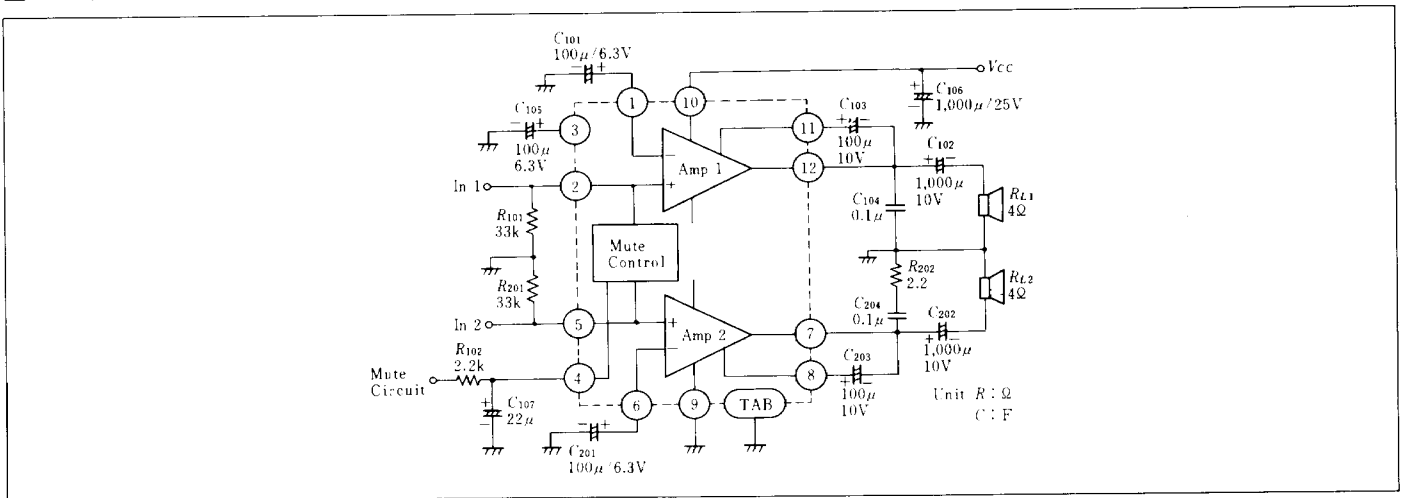 C101
100μ/6.3V
Vcc
C106
1,000μ/25V
C105
100μ
6.3V
1
10
3
11
C103
100μ
10V
Amp 1
12
C102
1,000μ
10V
In 1
2
C104
0.1μ
RL1
4Ω
R101
33k
Mute
Control
R201
33k
R202
2.2
RL2
4Ω
C204
0.1μ
C202
1,000μ
10V
In 2
5
Amp 2
7
R102
2.2k
Mute
Circuit
4
8
C203
100μ
10V
C107
22μ
6
9
TAB
Unit R : Ω
C : F
C201
100μ/6.3V